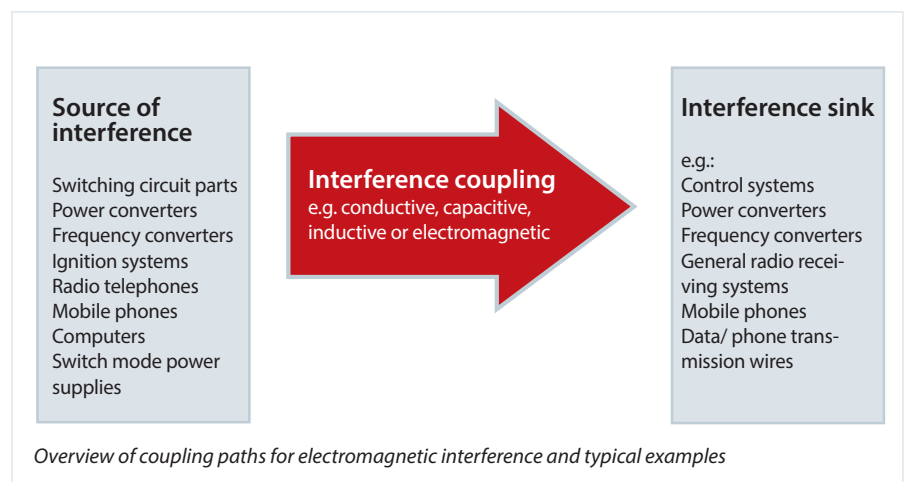 Source of
interference
Switching circuit parts
Power converters
Frequency converters
Ignition systems
Radio telephones
Mobile phones
Computers
Switch mode power
supplies
Interference coupling
e.g. conductive, capacitive,
inductive or electromagnetic
Interference sink
e.g.:
Control systems
Power converters
Frequency converters
General radio recei-
ving systems
Mobile phones
Data/ phone trans-
mission wires
Overview of coupling paths for electromagnetic interference and typical examples